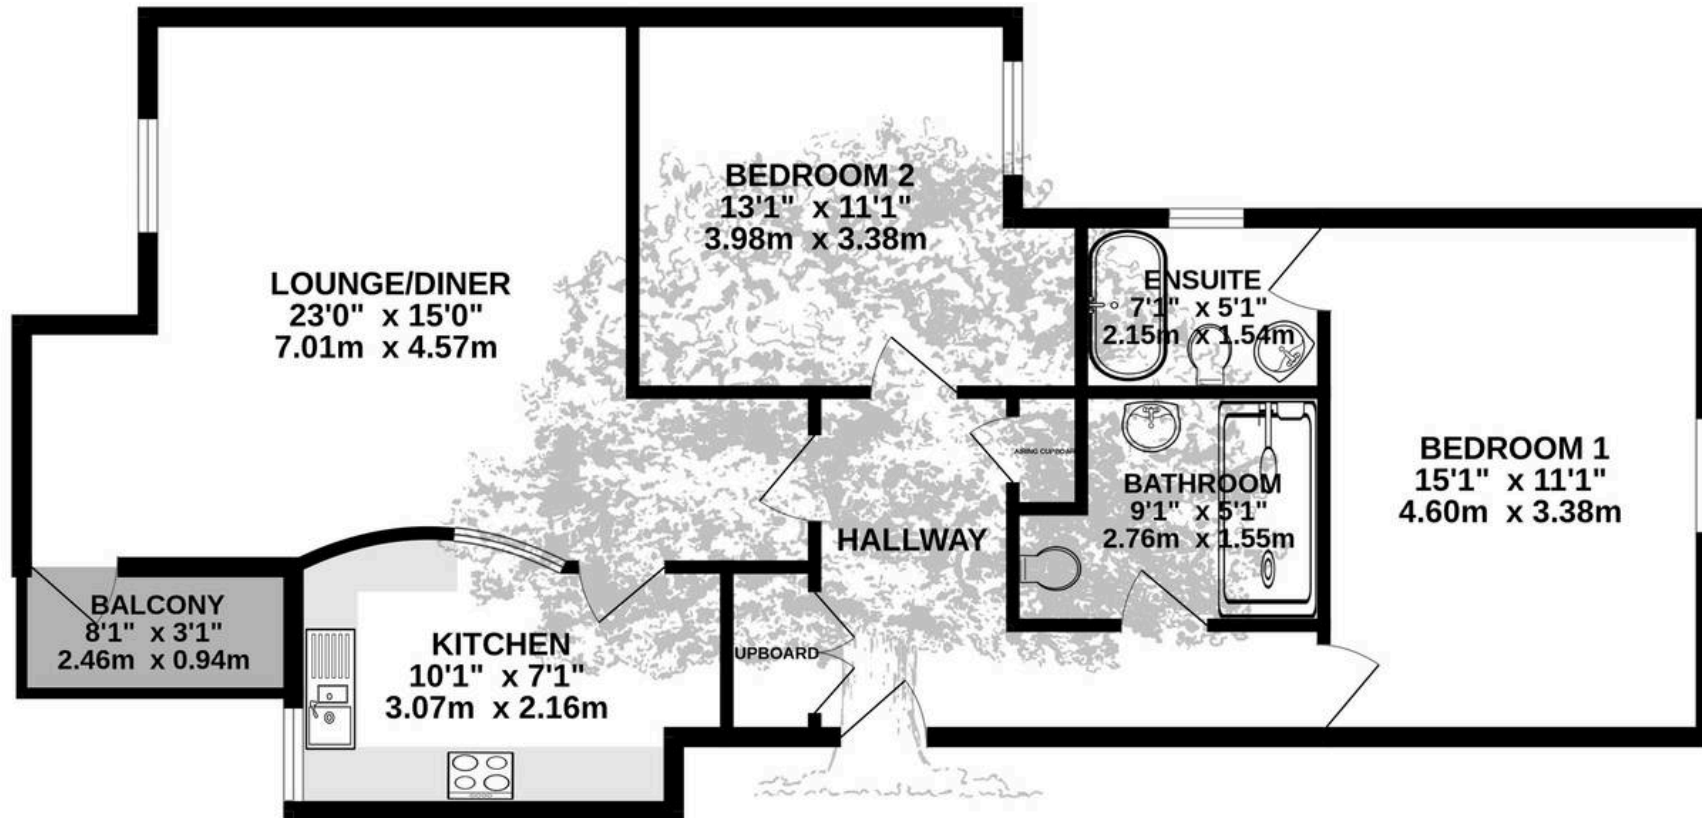 BEDROOM 2
13'1" x 11'1"
3.98m x 3.38m
LOUNGE/DINER
23'0" x 15'0"
7.01m x 4.57m
ENSUITE
7'1" x 5'1"
2.15m x 1.54m
AIRING CUPBOAR
BEDROOM 1
15'1" x 11'1"
4.60m x 3.38m
BATHROOM
9'1" x 5'1"
2.76m x 1.55m
HALLWAY
BALCONY
8'1" x 3'1"
2.46m x 0.94m
KITCHEN
10'1" x 7'1"
3.07m x 2.16m
UPBOARD